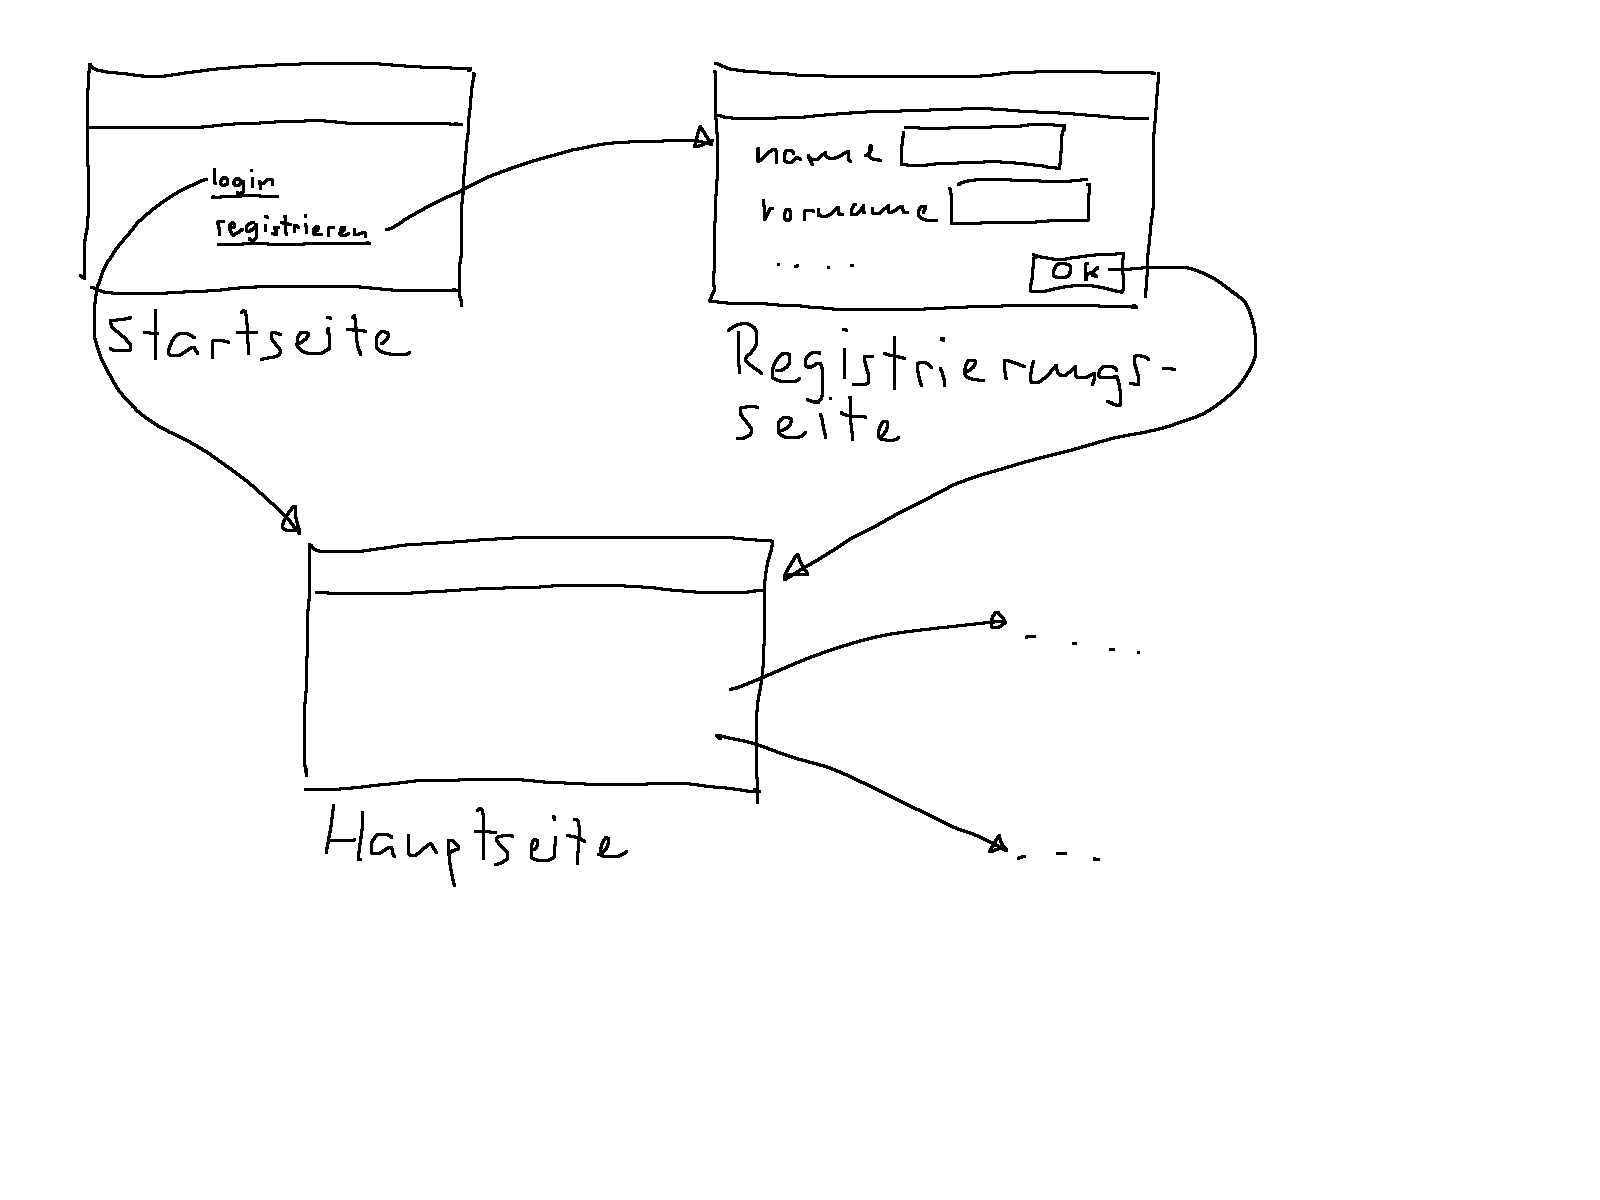 login
registrieren
Startseite
name
vorname
. . . .
Ok
Registrierungs-
seite
Hauptseite
. . . .
. . .